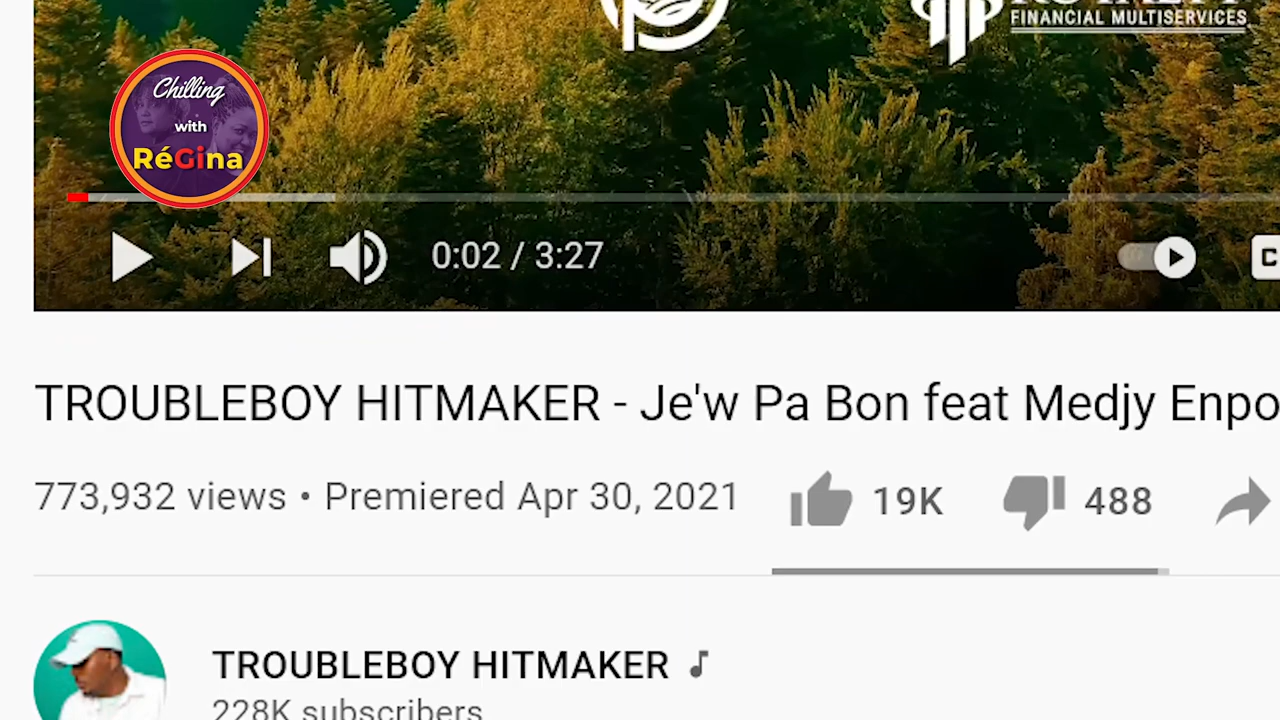 FINANCIAL MULTISERVICES
Chilling
with
RéGina
0:02 / 3:27
TROUBLEBOY HITMAKER - Je'w Pa Bon feat Medjy Enpo
773,932 views • Premiered Apr 30, 2021
19K
488
TROUBLEBOY HITMAKER
228K subscribers